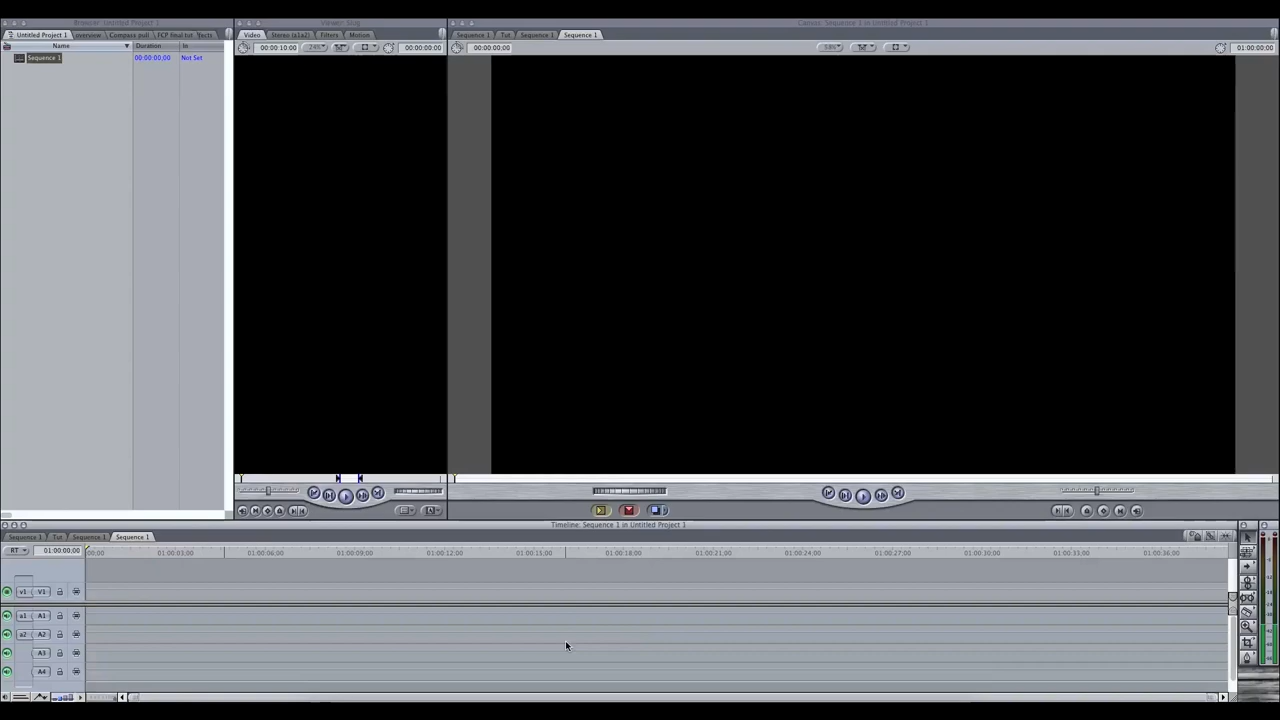 Browser: Untitled Project 1
Viewer: Slug
Canvas: Sequence 1 in Untitled Project 1
Untitled Project 1 overview Compass pull FCP final tut
Video Stereo (a1a2) Filters Motion
Sequence 1 Tut Sequence 1 Sequence 1
Name Duration In
00:00:10:00 24% 00:00:00:00
00:00:00;00 58% 01:00:00;00
Sequence 1 00:00:00;00 Not Set
Timeline: Sequence 1 in Untitled Project 1
Sequence 1 Tut Sequence 1 Sequence 1
RT 01:00:00;00 00:00 01:00:03;00 01:00:06;00 01:00:09;00 01:00:12;00 01:00:15;00 01:00:18;00 01:00:21;00 01:00:24;00 01:00:27;00 01:00:30;00 01:00:33;00 01:00:36;00
v1 V1
a1 A1
a2 A2
A3
A4